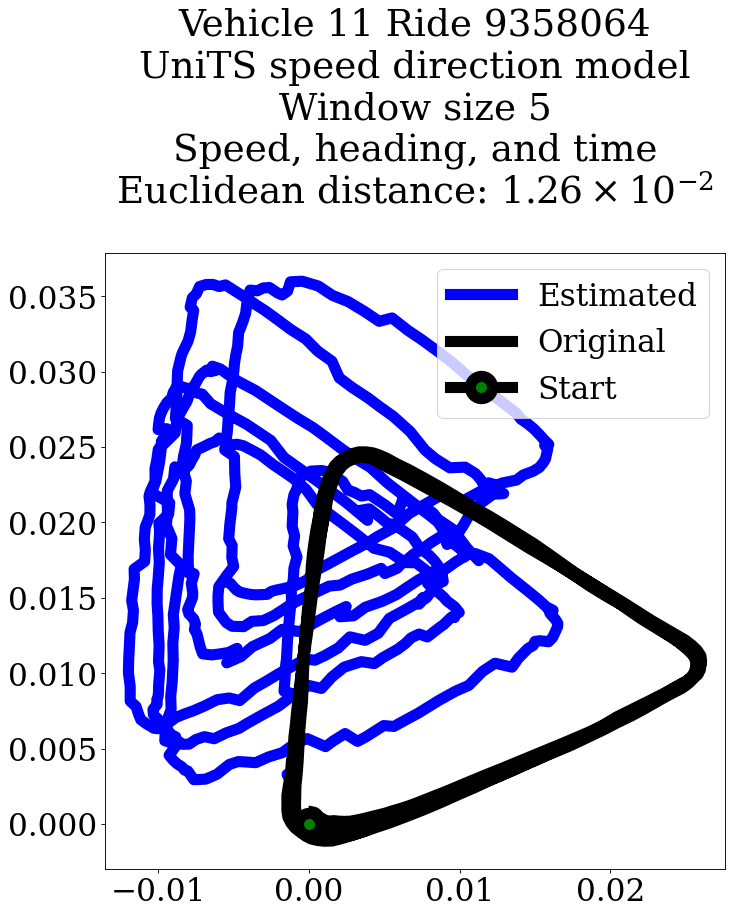 Vehicle 11 Ride 9358064
UniTS speed direction model
Window size 5
Speed, heading, and time
Euclidean distance: 1.26 × 10⁻²
Estimated
Original
Start
0.035
0.030
0.025
0.020
0.015
0.010
0.005
0.000
−0.01 0.00 0.01 0.02